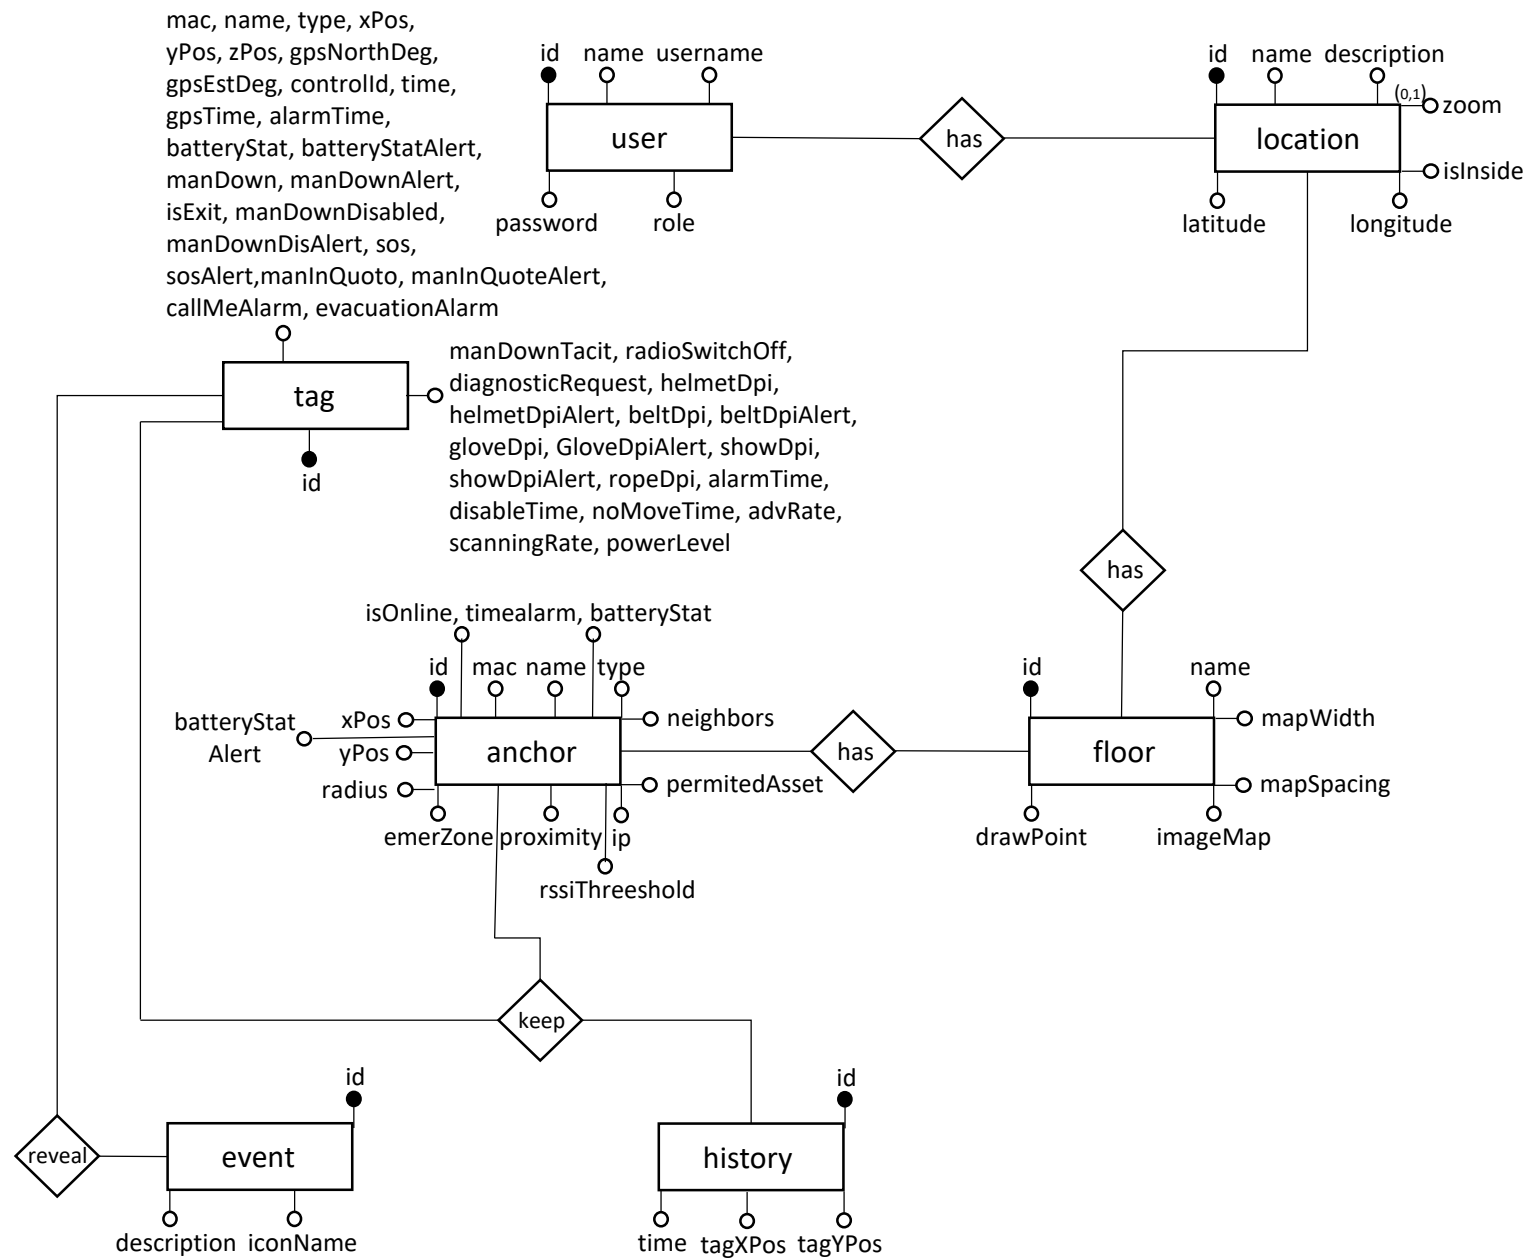 mac, name, type, xPos,
yPos, zPos, gpsNorthDeg,
gpsEstDeg, controlId, time,
gpsTime, alarmTime,
batteryStat, batteryStatAlert,
manDown, manDownAlert,
isExit, manDownDisabled,
manDownDisAlert, sos,
sosAlert,manInQuoto, manInQuoteAlert,
callMeAlarm, evacuationAlarm
id name username
user
password role
has
id name description
(0,1)
zoom
location
isInside
latitude longitude
tag
id
manDownTacit, radioSwitchOff,
diagnosticRequest, helmetDpi,
helmetDpiAlert, beltDpi, beltDpiAlert,
gloveDpi, GloveDpiAlert, showDpi,
showDpiAlert, ropeDpi, alarmTime,
disableTime, noMoveTime, advRate,
scanningRate, powerLevel
has
isOnline, timealarm, batteryStat
id mac name type
xPos
neighbors
batteryStat
Alert
yPos
anchor
radius
permitedAsset
emerZone proximity ip
rssiThreeshold
has
id name
mapWidth
floor
mapSpacing
drawPoint imageMap
keep
id
reveal
event
description iconName
id
history
time tagXPos tagYPos